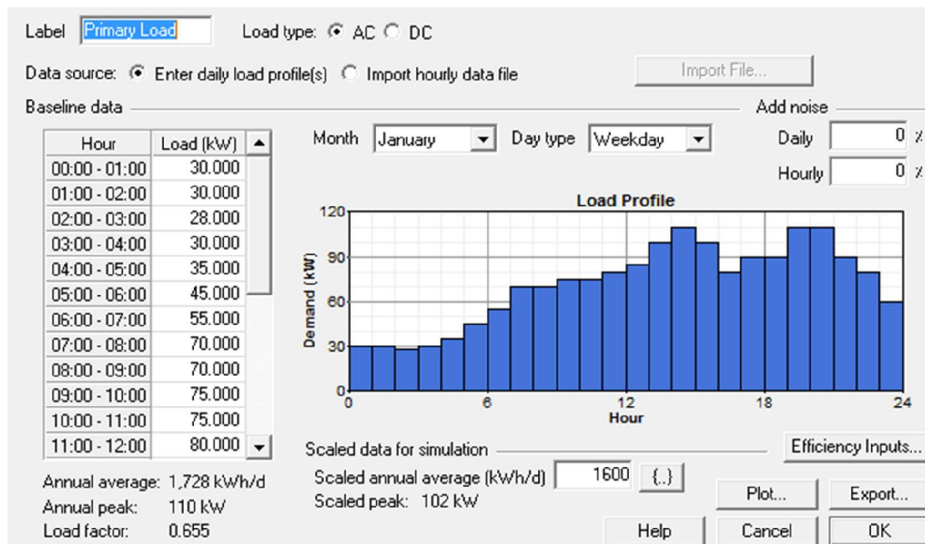 Label Primary Load Load type: AC DC
Data source: Enter daily load profile(s) Import hourly data file Import File...
Baseline data Add noise
Month January Day type Weekday Daily 0 %
Hourly 0 %
Hour Load (kW)
00:00 - 01:00 30.000
01:00 - 02:00 30.000
02:00 - 03:00 28.000
03:00 - 04:00 30.000
04:00 - 05:00 35.000
05:00 - 06:00 45.000
06:00 - 07:00 55.000
07:00 - 08:00 70.000
08:00 - 09:00 70.000
09:00 - 10:00 75.000
10:00 - 11:00 75.000
11:00 - 12:00 80.000
Load Profile
Demand (kW)
120
90
60
30
0
0 6 12 18 24
Hour
Annual average: 1,728 kWh/d
Annual peak: 110 kW
Load factor: 0.655
Scaled data for simulation
Scaled annual average (kWh/d) 1600 {..}
Scaled peak: 102 kW
Efficiency Inputs...
Plot... Export...
Help Cancel OK